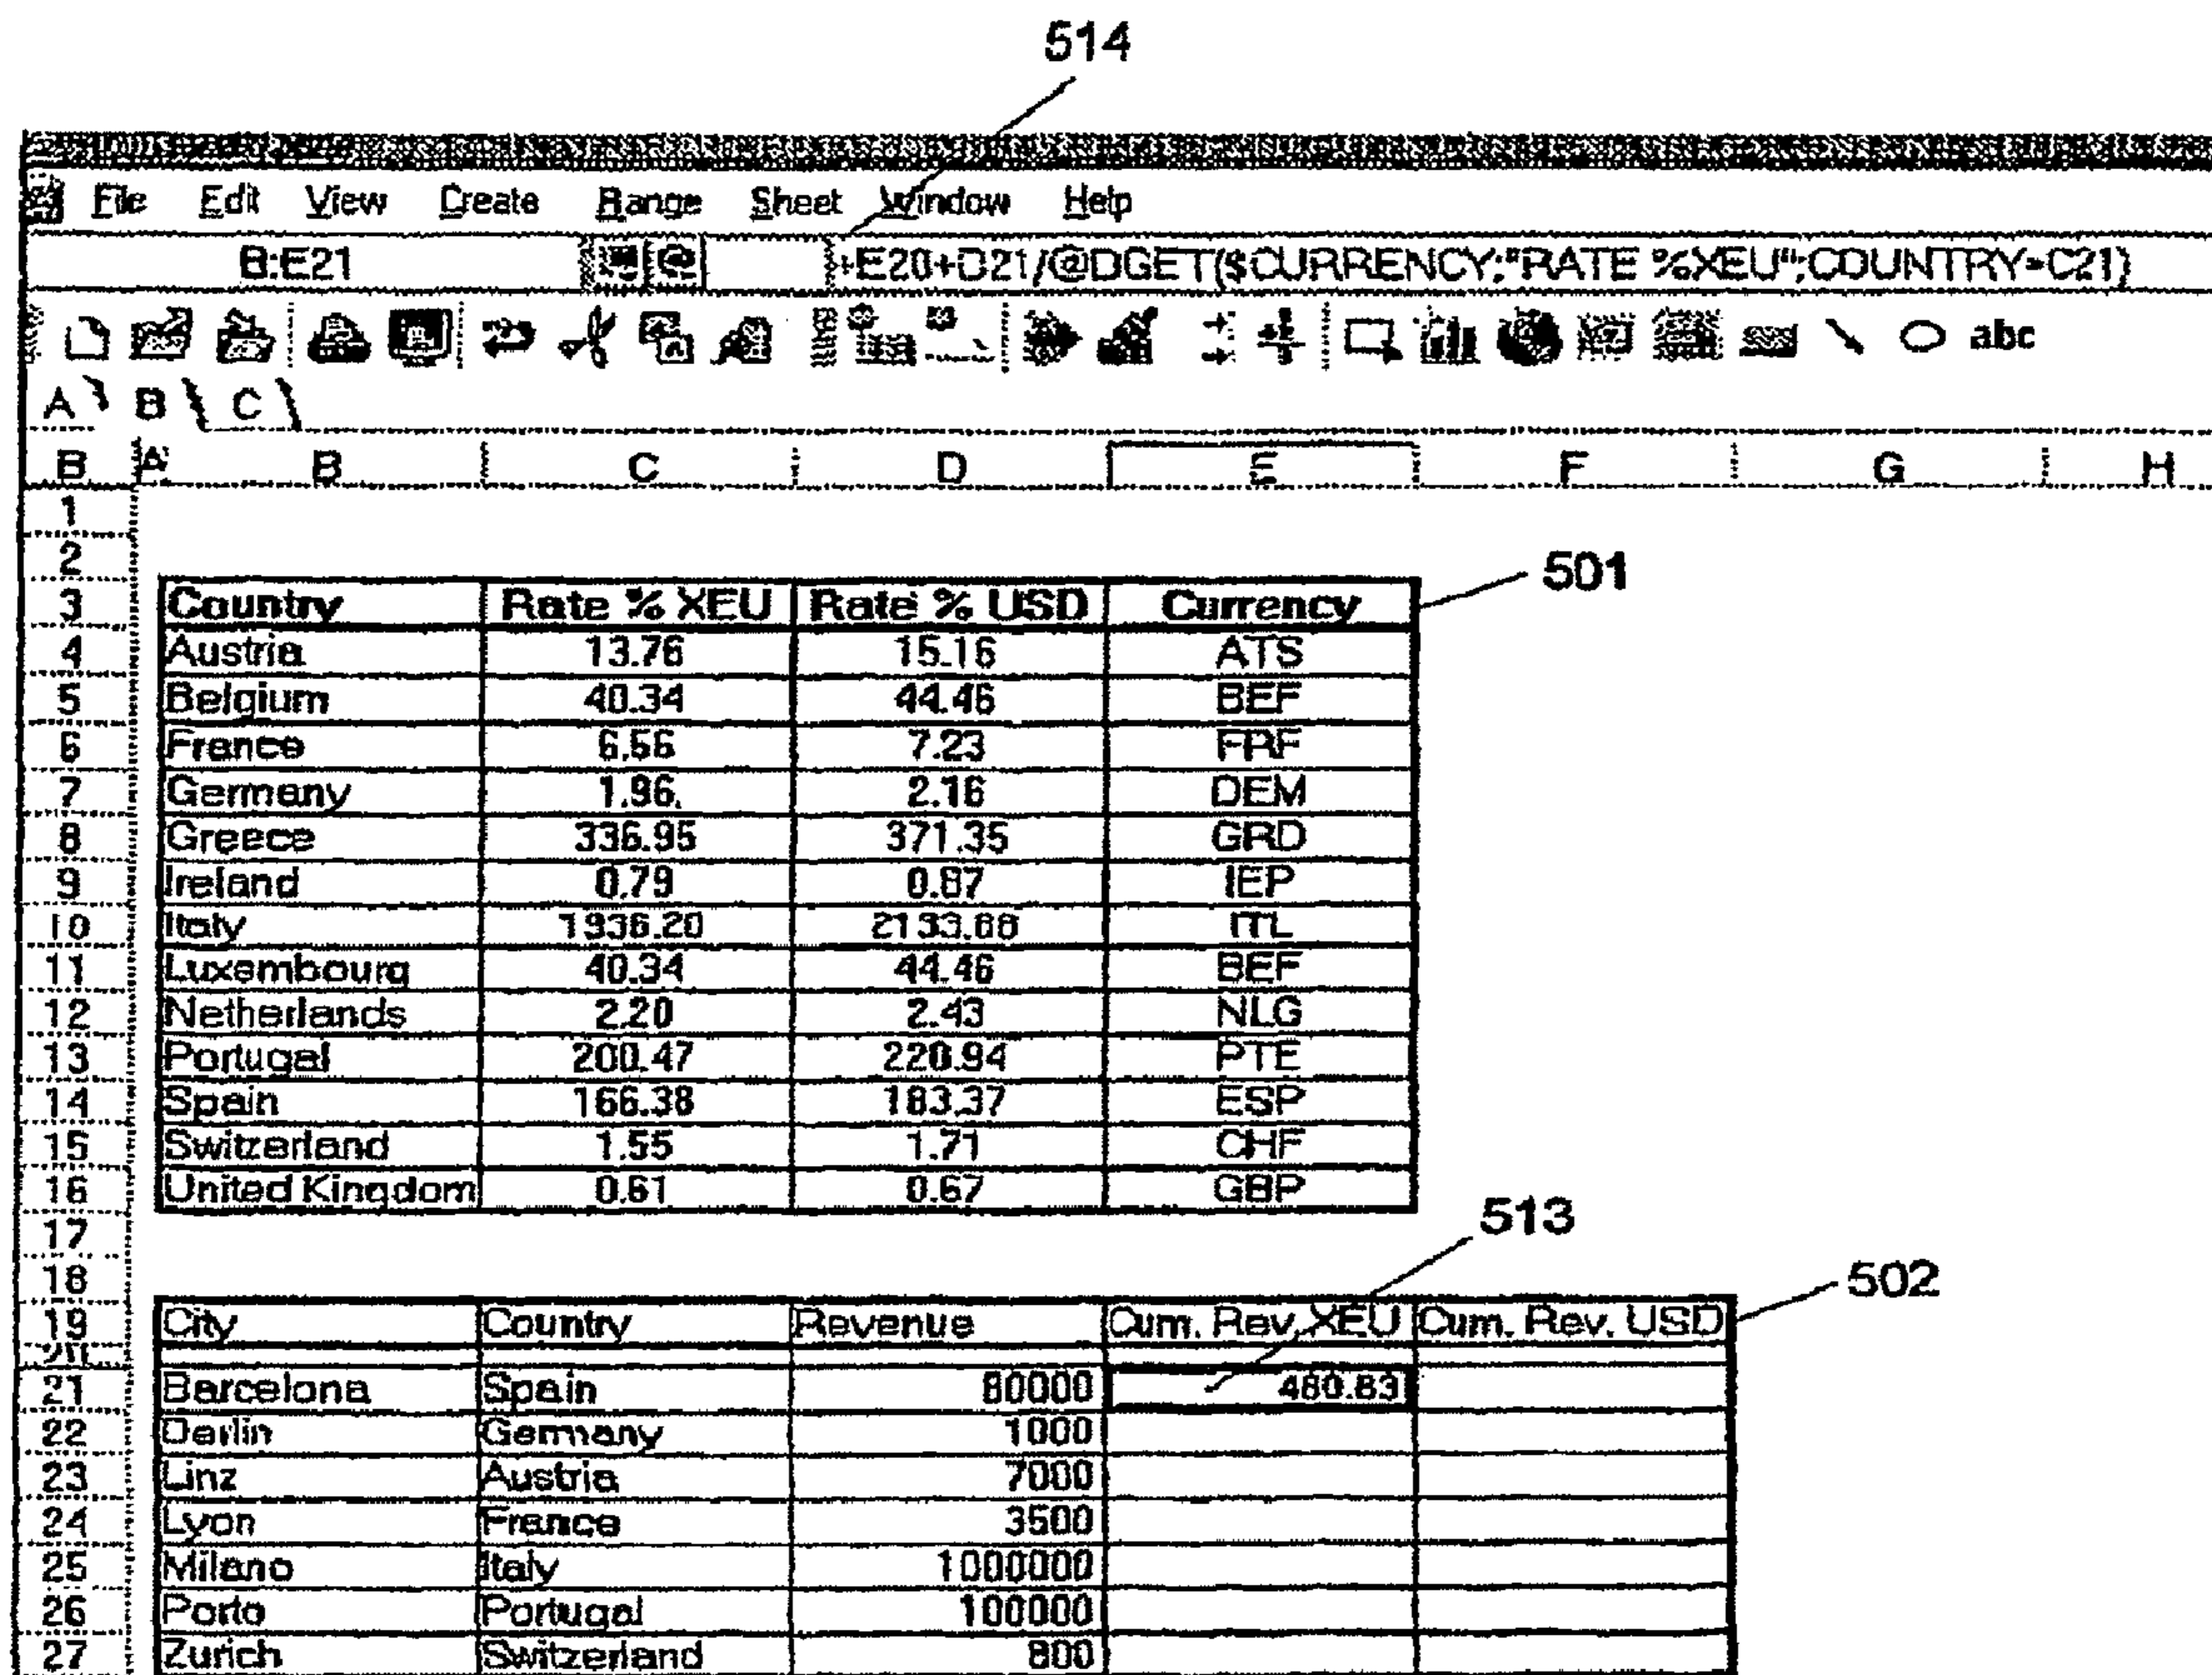 514
File Edit View Create Range Sheet Window Help
B:E21 @ +E20+D21/@DGET($CURRENCY;"RATE %XEU";COUNTRY=C21)
abc
A B C
B A B C D E F G H
1
2
501
3 Country Rate % XEU Rate % USD Currency
4 Austria 13.76 15.16 ATS
5 Belgium 40.34 44.46 BEF
6 France 6.56 7.23 FRF
7 Germany 1.96 2.16 DEM
8 Greece 336.95 371.35 GRD
9 Ireland 0.79 0.87 IEP
10 Italy 1936.20 ITL
11 Luxembourg 40.34 44.46 BEF
12 Netherlands 2.20 2.43 NLG
13 Portugal 200.47 220.94 PTE
14 Spain 166.38 183.37 ESP
15 Switzerland 1.55 1.71 CHF
16 United Kingdom 0.61 0.67 GBP
17
513
18
502
19 City Country Revenue Cum. Rev. XEU Cum. Rev. USD
20
21 Barcelona Spain 80000 480.83
22 Berlin Germany 1000
23 Linz Austria 7000
24 Lyon France 3500
25 Milano Italy 1000000
26 Porto Portugal 100000
27 Zurich Switzerland 800